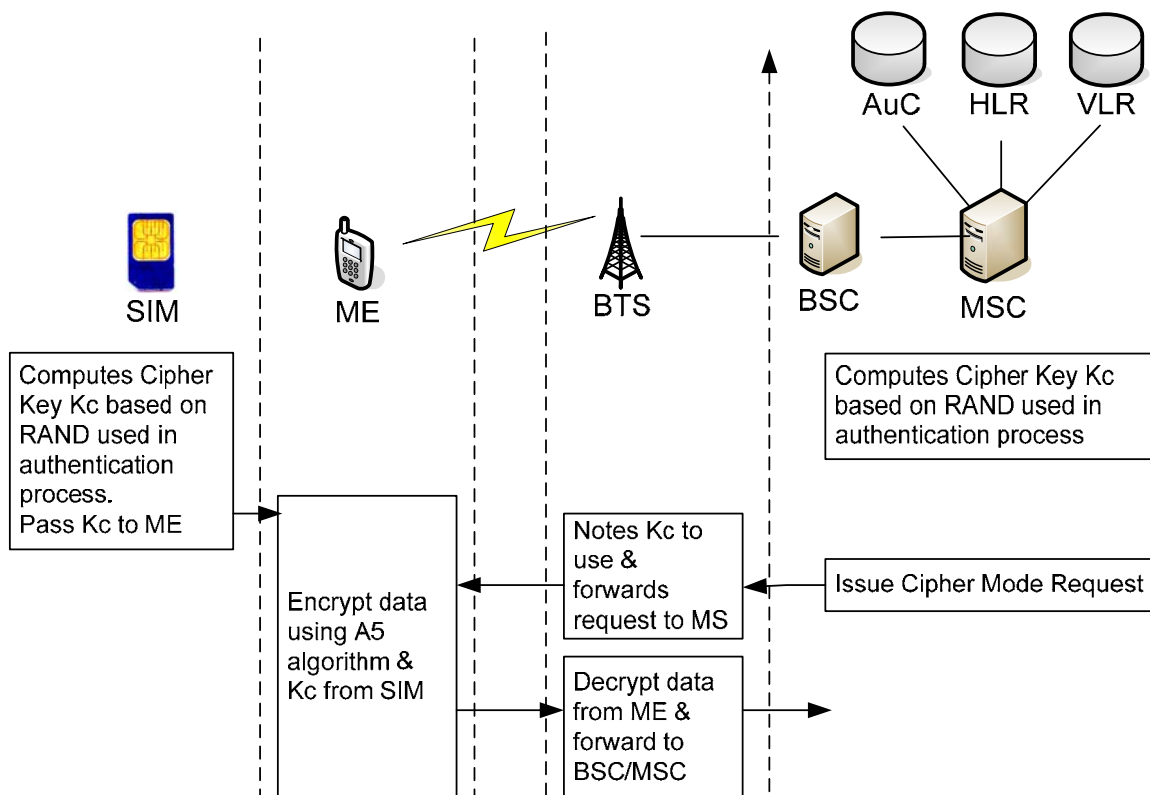 AuC
HLR
VLR
SIM
ME
BTS
BSC
MSC
Computes Cipher
Key Kc based on
RAND used in
authentication
process.
Pass Kc to ME
Computes Cipher Key Kc
based on RAND used in
authentication process
Encrypt data
using A5
algorithm &
Kc from SIM
Notes Kc to
use &
forwards
request to MS
Issue Cipher Mode Request
Decrypt data
from ME &
forward to
BSC/MSC